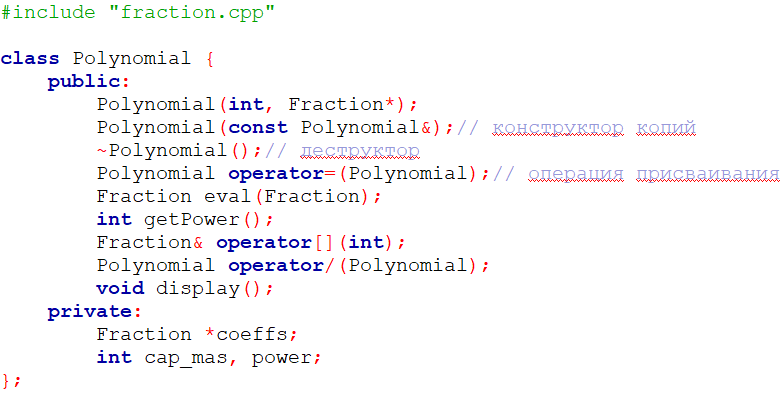 #include "fraction.cpp"
class Polynomial {
public:
Polynomial(int, Fraction*);
Polynomial(const Polynomial&);// конструктор копий
~Polynomial();// деструктор
Polynomial operator=(Polynomial);// операция присваивания
Fraction eval(Fraction);
int getPower();
Fraction& operator[](int);
Polynomial operator/(Polynomial);
void display();
private:
Fraction *coeffs;
int cap_mas, power;
};